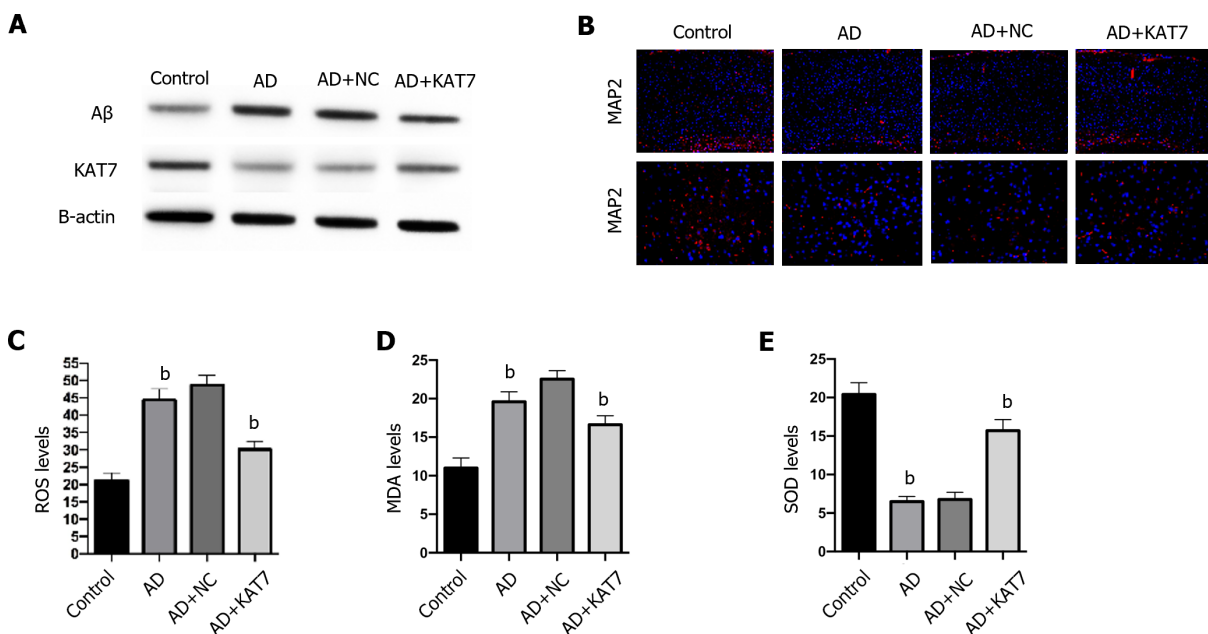 A
Control AD AD+NC AD+KAT7
Aβ
KAT7
B-actin
B
Control AD AD+NC AD+KAT7
MAP2
MAP2
C
ROS levels
55
50
45
40
35
30
25
20
15
10
5
0
b
b
Control AD AD+NC AD+KAT7
D
MDA levels
25
20
15
10
5
0
b
b
Control AD AD+NC AD+KAT7
E
SOD levels
25
20
15
10
5
0
b
b
Control AD AD+NC AD+KAT7